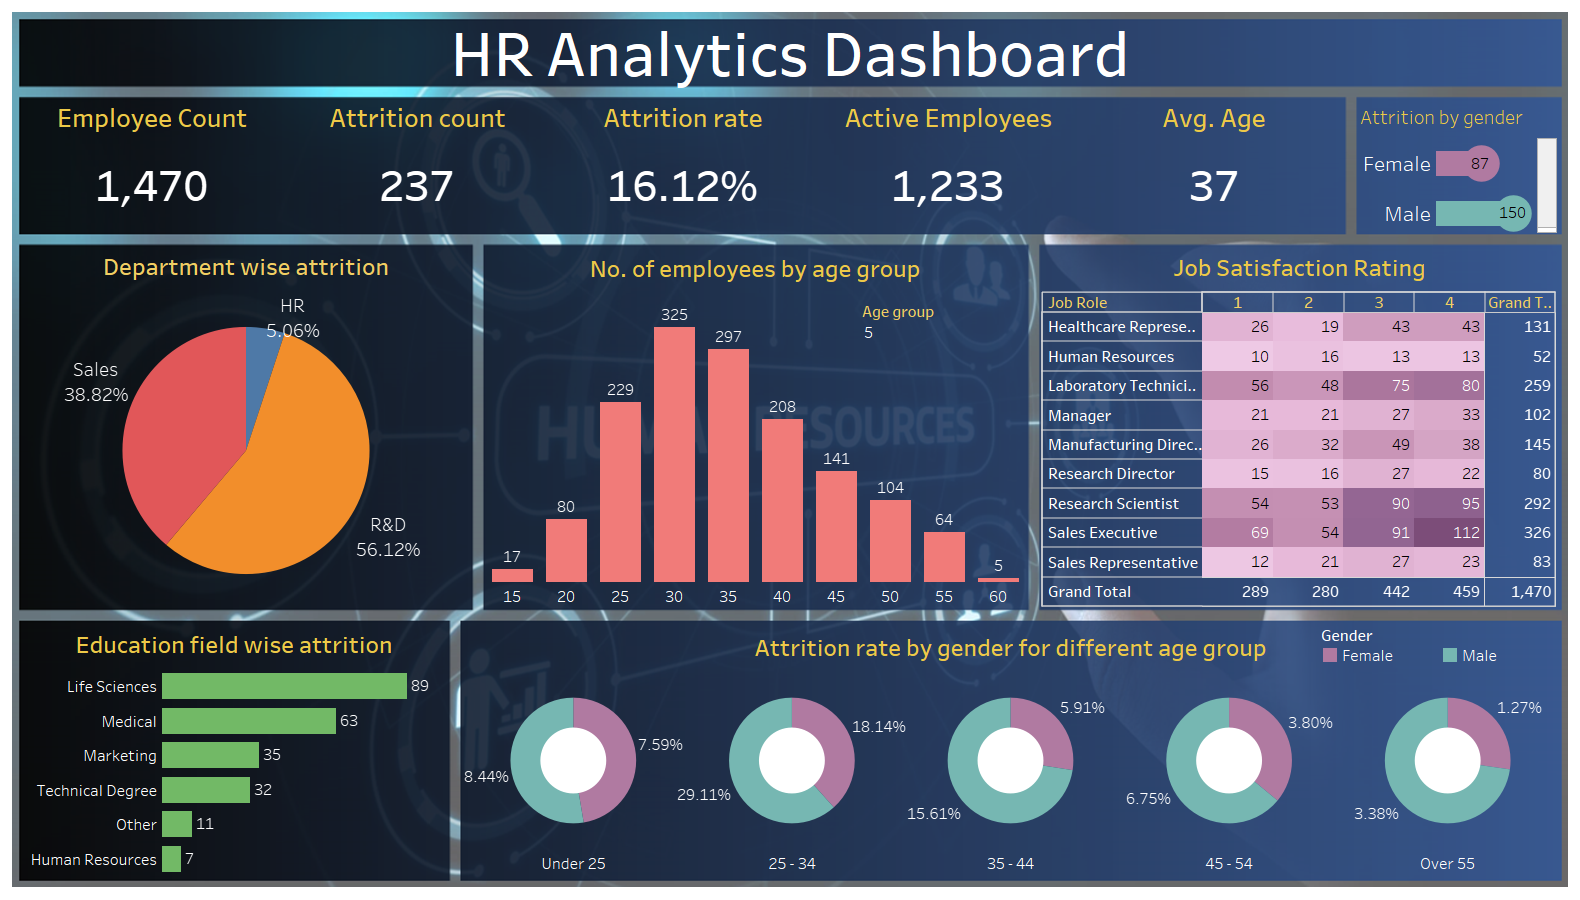 HR Analytics Dashboard
Employee Count
Attrition count
Attrition rate
Active Employees
Avg. Age
1,470
237
16.12%
1,233
37
Attrition by gender
Female 87
Male 150
Department wise attrition
HR
5.06%
Sales
38.82%
R&D
56.12%
No. of employees by age group
Age group
5
17
80
229
325
297
208
141
104
64
5
15 20 25 30 35 40 45 50 55 60
HUMAN RESOURCES
Job Satisfaction Rating
Job Role 1 2 3 4 Grand T..
Healthcare Represe.. 26 19 43 43 131
Human Resources 10 16 13 13 52
Laboratory Technici.. 56 48 75 80 259
Manager 21 21 27 33 102
Manufacturing Direc.. 26 32 49 38 145
Research Director 15 16 27 22 80
Research Scientist 54 53 90 95 292
Sales Executive 69 54 91 112 326
Sales Representative 12 21 27 23 83
Grand Total 289 280 442 459 1,470
Education field wise attrition
Life Sciences 89
Medical 63
Marketing 35
Technical Degree 32
Other 11
Human Resources 7
Attrition rate by gender for different age group
Gender
Female Male
7.59%
8.44%
Under 25
18.14%
29.11%
25 - 34
5.91%
15.61%
35 - 44
3.80%
6.75%
45 - 54
1.27%
3.38%
Over 55